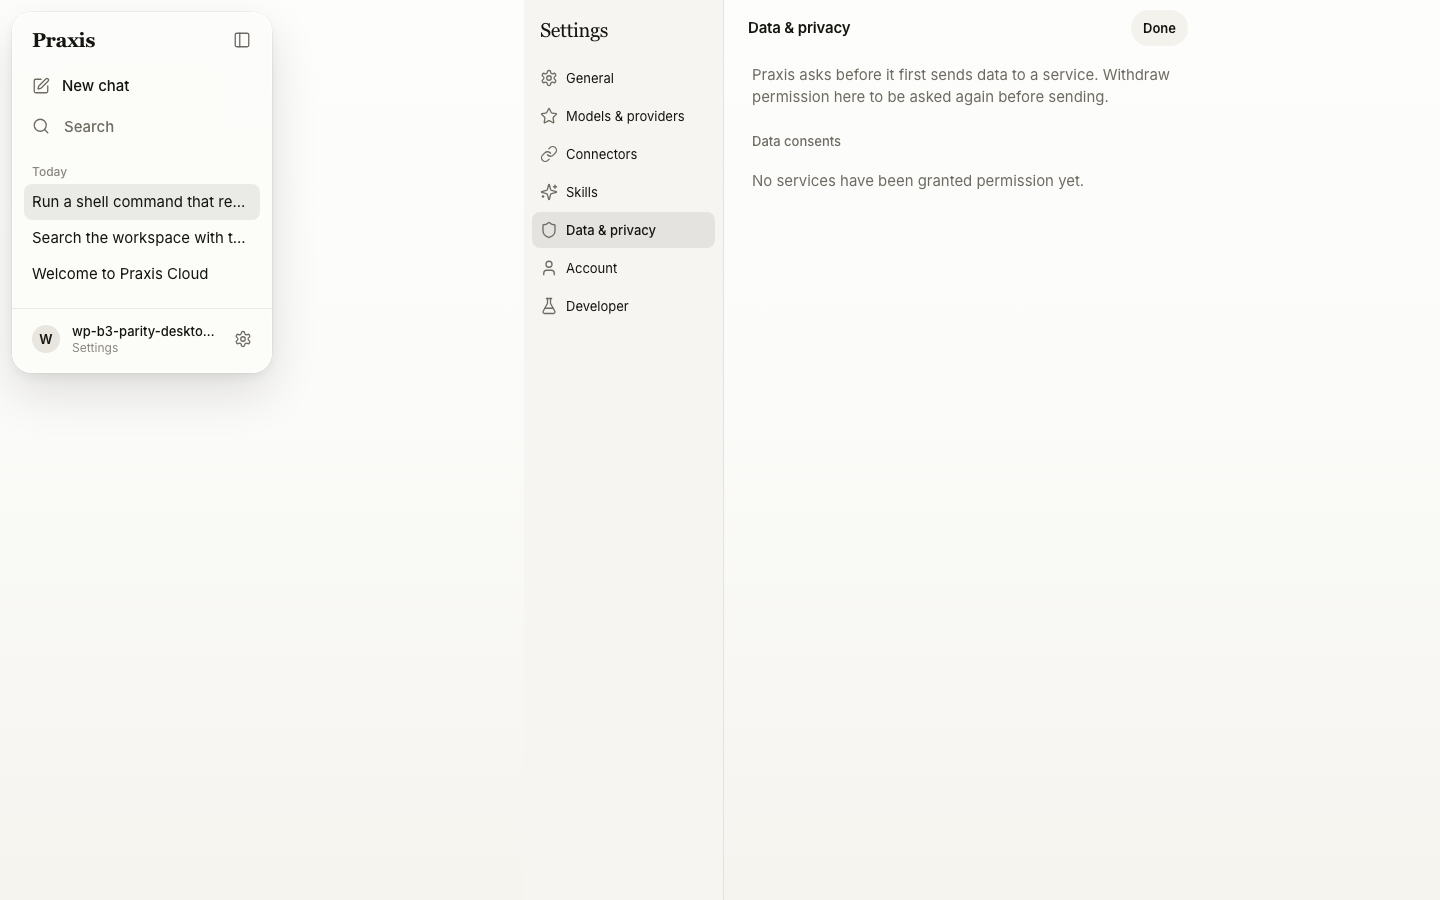 Praxis
New chat
Search
Today
Run a shell command that re...
Search the workspace with t...
Welcome to Praxis Cloud
W
wp-b3-parity-deskto...
Settings
Settings
General
Models & providers
Connectors
Skills
Data & privacy
Account
Developer
Data & privacy
Done
Praxis asks before it first sends data to a service. Withdraw
permission here to be asked again before sending.
Data consents
No services have been granted permission yet.